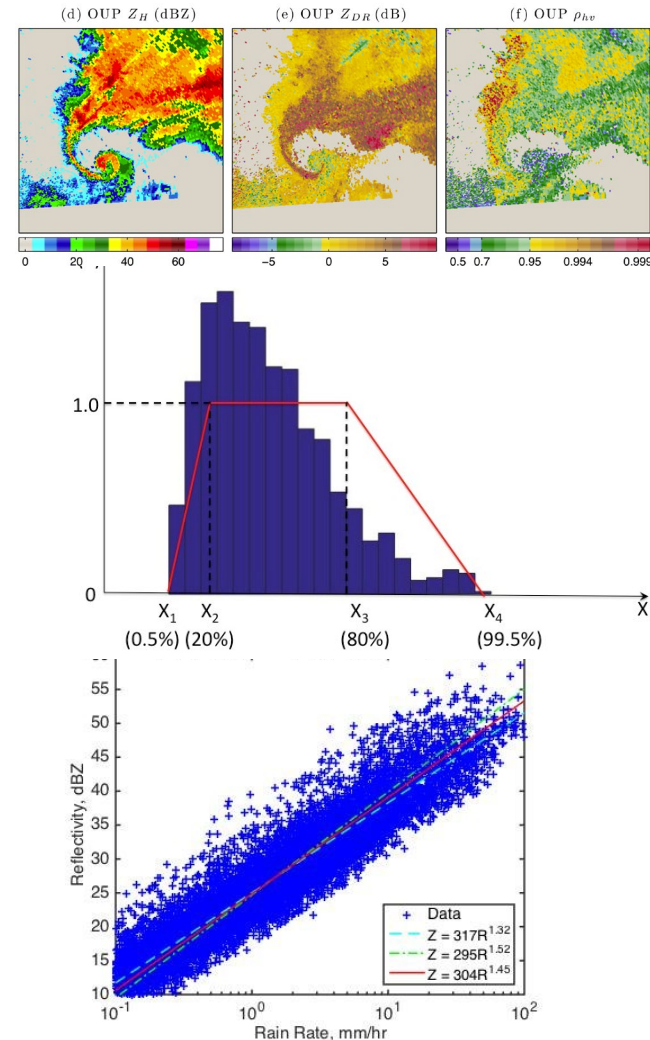 (d) OUP Z_H (dBZ) (e) OUP Z_DR (dB) (f) OUP ρ_hv
0 20 40 60 −5 0 5 0.5 0.7 0.95 0.994 0.999
1.0
0
X₁ X₂ X₃ X₄ X
(0.5%) (20%) (80%) (99.5%)
55
50
45
40
35
30
25
20
15
10
Reflectivity, dBZ
Data
Z = 317R^1.32
Z = 295R^1.52
Z = 304R^1.45
10^-1 10^0 10^1 10^2
Rain Rate, mm/hr